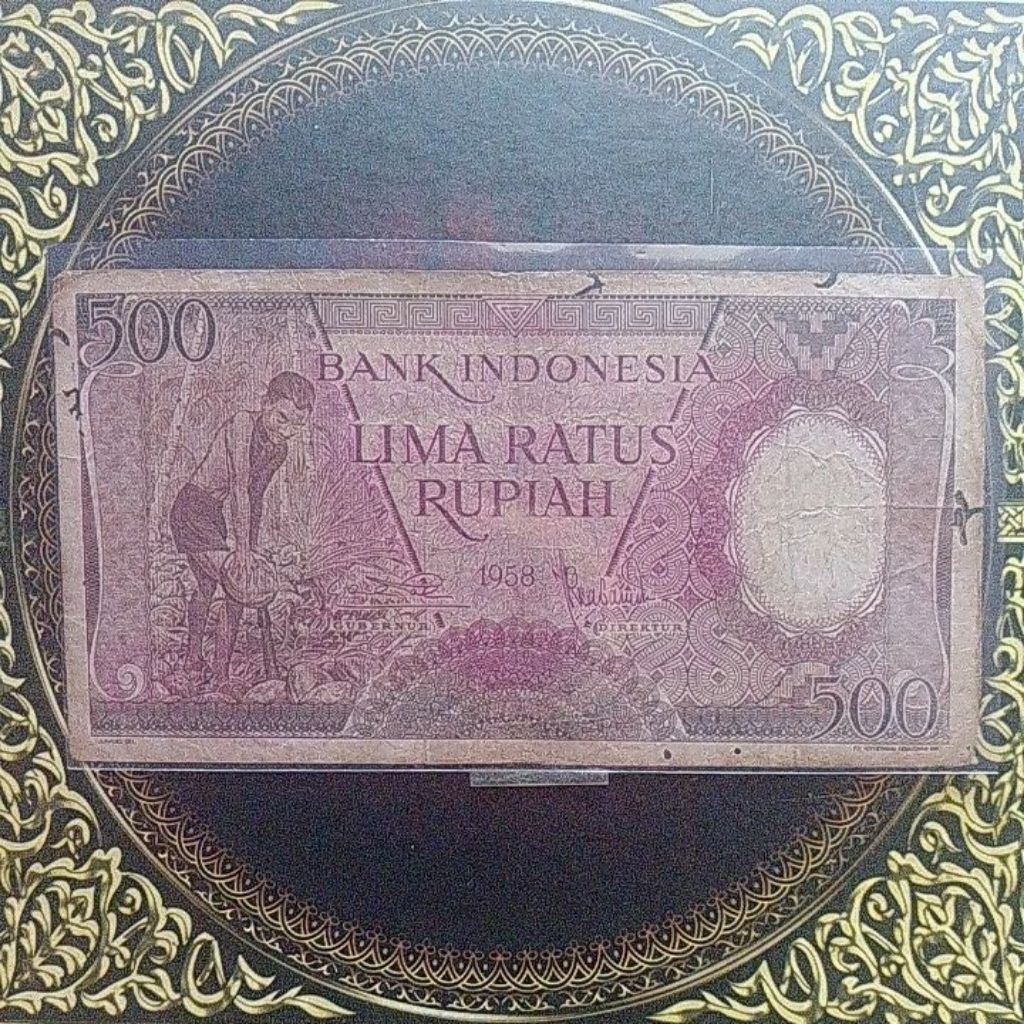 500
BANK INDONESIA
LIMA RATUS
RUPIAH
1958
GUBERNUR
DIREKTUR
500